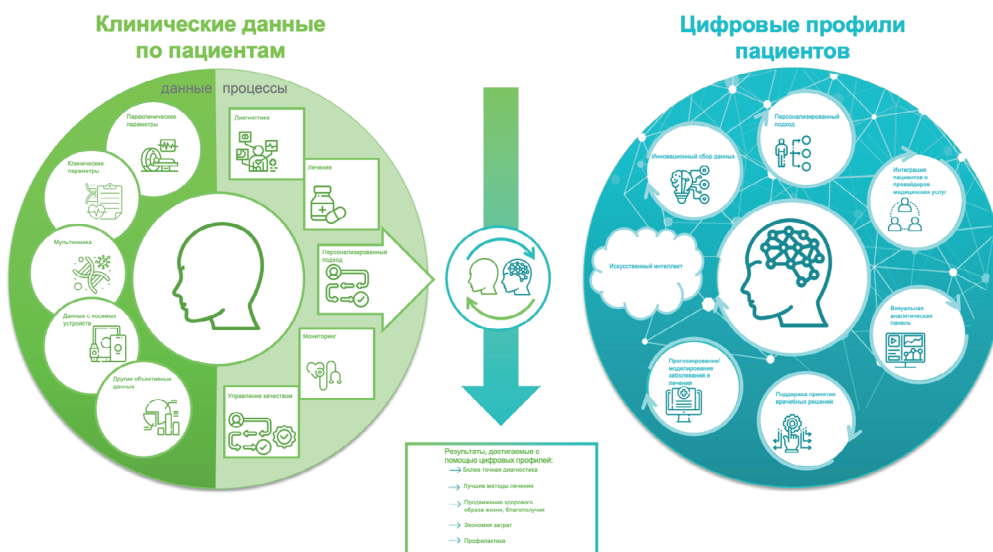 Клинические данные
по пациентам
данные процессы
Параклинические
параметры
Клинические
параметры
Мультиомика
Данные с носимых
устройств
Другие объективные
данные
Диагностика
Лечение
Персонализированный
подход
Мониторинг
Управление качеством
Результаты, достигаемые с
помощью цифровых профилей:
Более точная диагностика
Лучшие методы лечения
Продвижение здорового
образа жизни, благополучия
Экономия затрат
Профилактика
Цифровые профили
пациентов
Персонализированный
подход
Инновационный сбор данных
Интеграция
пациентов и
провайдеров
медицинских услуг
Искусственный интеллект
Визуальная
аналитическая
панель
Прогнозирование/
моделирование
заболеваний и
лечения
Поддержка принятия
врачебных решений